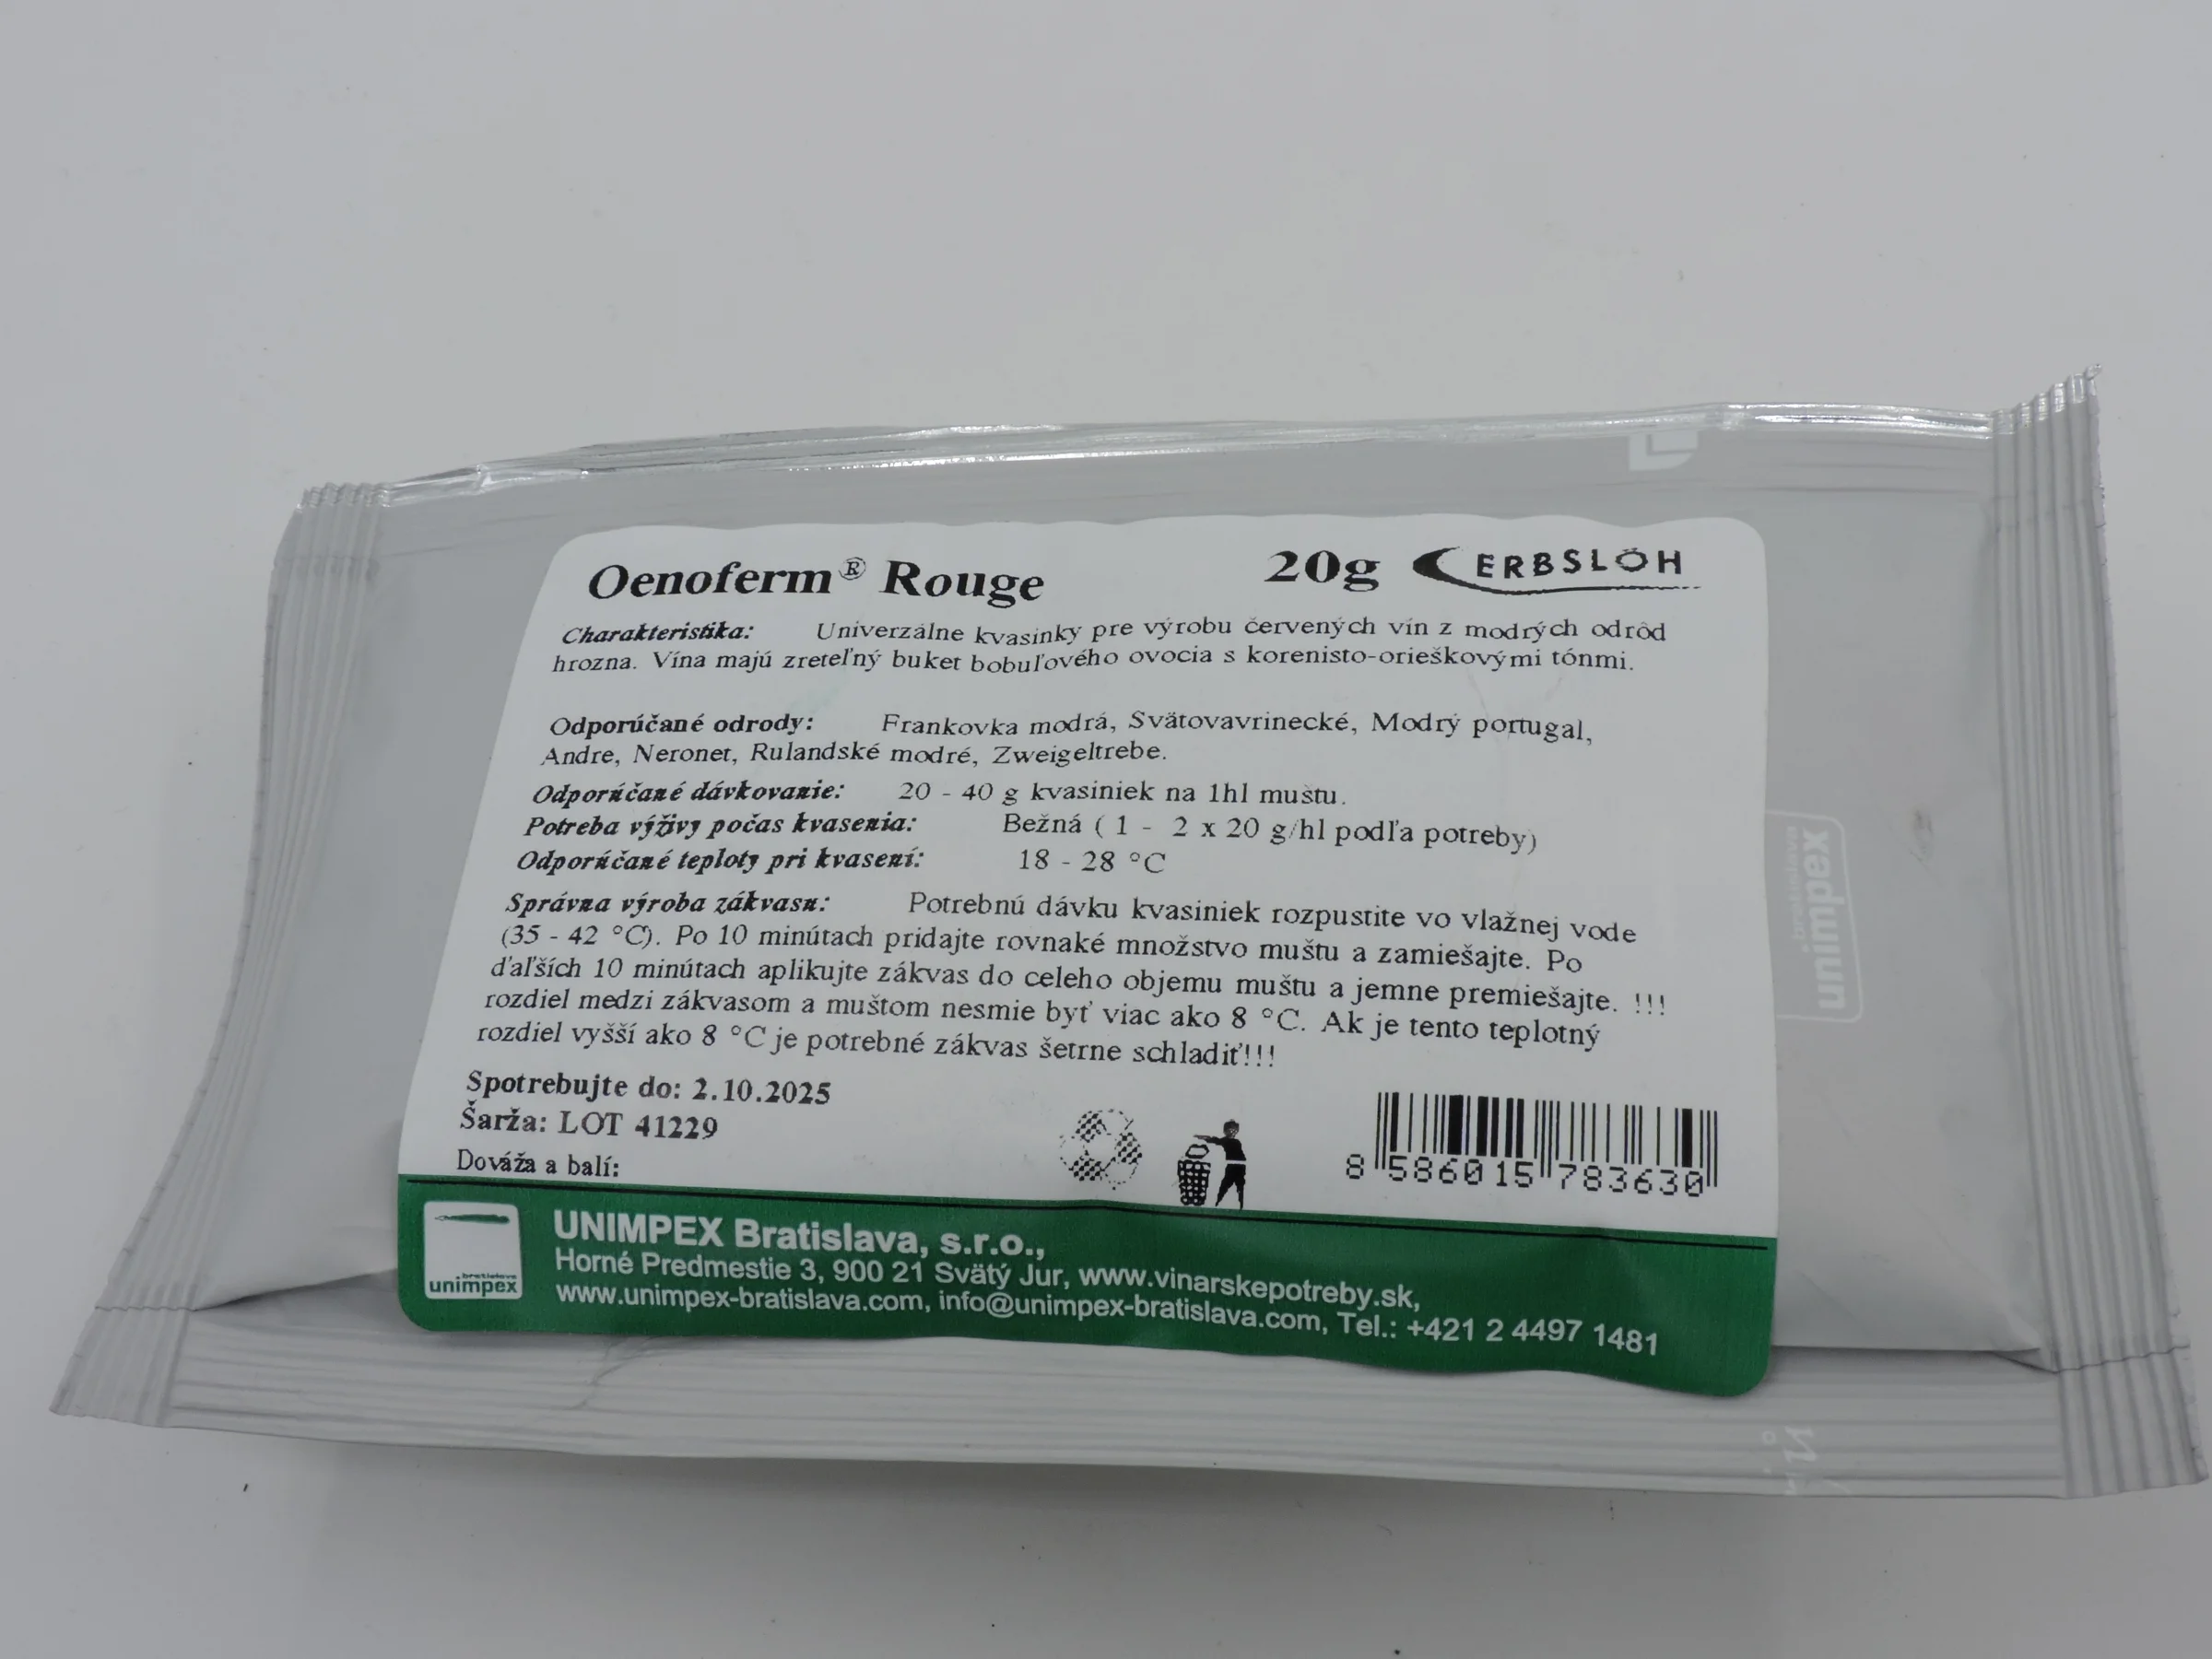 Oenoferm® Rouge 20g ERBSLÖH
Charakteristika: Univerzálne kvasinky pre výrobu červených vín z modrých odrôd
hrozna. Vína majú zreteľný buket bobuľového ovocia s korenisto-orieškovými tónmi.
Odporúčané odrody: Frankovka modrá, Svätovavrinecké, Modrý portugal,
Andre, Neronet, Rulandské modré, Zweigeltrebe.
Odporúčané dávkovanie: 20 - 40 g kvasiniek na 1hl muštu.
Potreba výživy počas kvasenia: Bežná ( 1 - 2 x 20 g/hl podľa potreby)
Odporúčané teploty pri kvasení: 18 - 28 °C
Správna výroba zákvasu: Potrebnú dávku kvasiniek rozpustite vo vlažnej vode
(35 - 42 °C). Po 10 minútach pridajte rovnaké množstvo muštu a zamiešajte. Po
ďaľších 10 minútach aplikujte zákvas do celeho objemu muštu a jemne premiešajte. !!!
rozdiel medzi zákvasom a muštom nesmie byť viac ako 8 °C. Ak je tento teplotný
rozdiel vyšší ako 8 °C je potrebné zákvas šetrne schladiť!!!
Spotrebujte do: 2.10.2025
Šarža: LOT 41229
Dováža a balí:
8 586015 783630
bratislava
unimpex
UNIMPEX Bratislava, s.r.o.,
Horné Predmestie 3, 900 21 Svätý Jur, www.vinarskepotreby.sk,
www.unimpex-bratislava.com, info@unimpex-bratislava.com, Tel.: +421 2 4497 1481
bratislava
unimpex